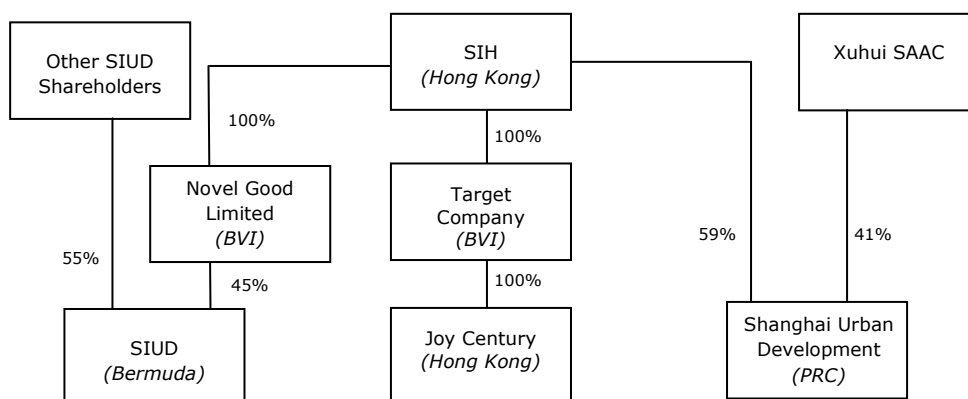 Other SIUD
Shareholders
SIH
(Hong Kong)
Xuhui SAAC
100%
100%
Novel Good
Limited
(BVI)
Target
Company
(BVI)
55%
45%
100%
59%
41%
SIUD
(Bermuda)
Joy Century
(Hong Kong)
Shanghai Urban
Development
(PRC)